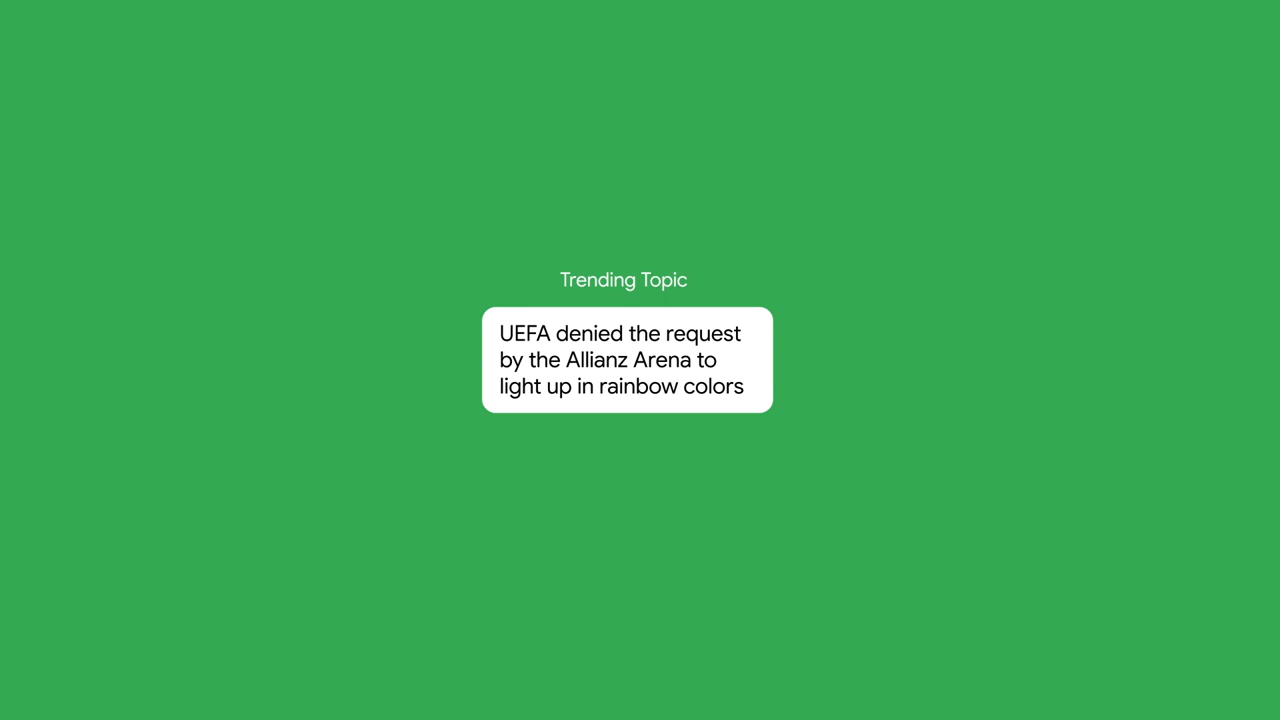 Trending Topic
UEFA denied the request
by the Allianz Arena to
light up in rainbow colors